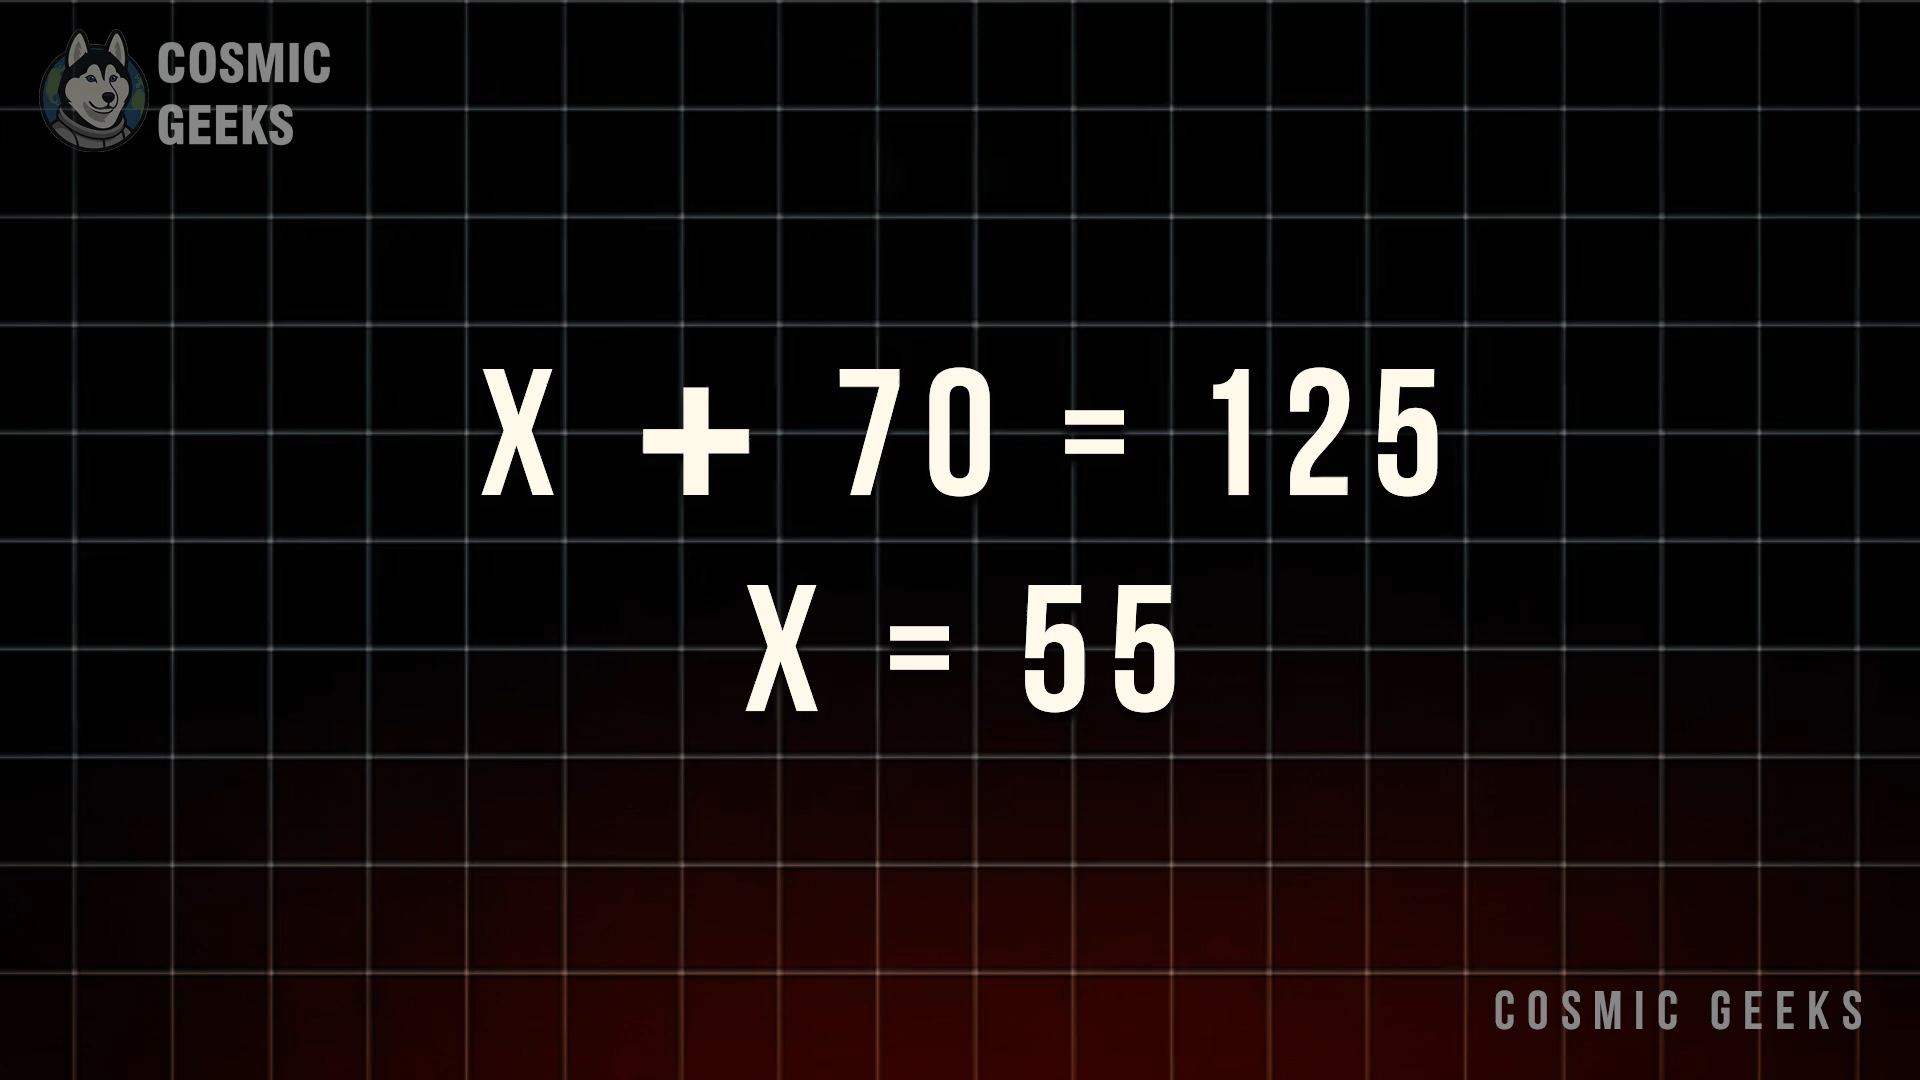 COSMIC
GEEKS
X + 70 = 125
X = 55
COSMIC GEEKS